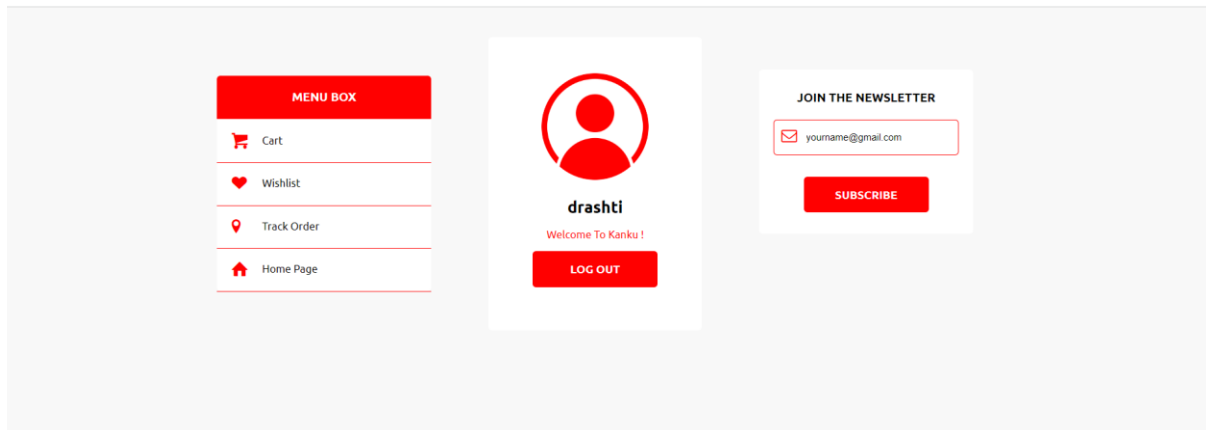 MENU BOX
Cart
Wishlist
Track Order
Home Page
drashti
Welcome To Kanku !
LOG OUT
JOIN THE NEWSLETTER
yourname@gmail.com
SUBSCRIBE